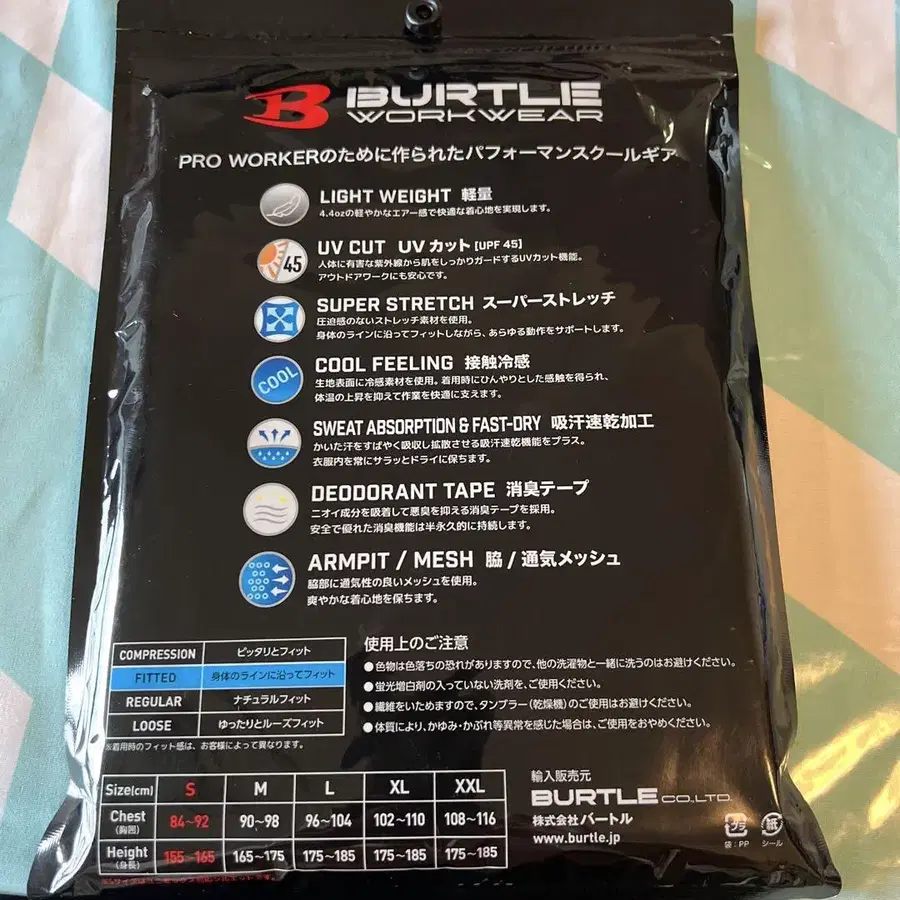 BURTLE
WORKWEAR
PRO WORKERのために作られたパフォーマンスクールギア
LIGHT WEIGHT 軽量
4.4ozの軽やかなエアー感で快適な着心地を実現します。
45
UV CUT UVカット [UPF 45]
人体に有害な紫外線から肌をしっかりガードするUVカット機能。
アウトドアワークにも安心です。
SUPER STRETCH スーパーストレッチ
圧迫感のないストレッチ素材を使用。
身体のラインに沿ってフィットしながら、あらゆる動作をサポートします。
COOL
COOL FEELING 接触冷感
生地表面に冷感素材を使用。着用時にひんやりとした感触を得られ、
体温の上昇を抑えて作業を快適に支えます。
SWEAT ABSORPTION & FAST-DRY 吸汗速乾加工
かいた汗をすばやく吸収し拡散させる吸汗速乾機能をプラス。
衣服内を常にサラッとドライに保ちます。
DEODORANT TAPE 消臭テープ
ニオイ成分を吸着して悪臭を抑える消臭テープを採用。
安全で優れた消臭機能は半永久的に持続します。
ARMPIT / MESH 脇 / 通気メッシュ
脇部に通気性の良いメッシュを使用。
爽やかな着心地を保ちます。
COMPRESSION ピッタリとフィット
FITTED 身体のラインに沿ってフィット
REGULAR ナチュラルフィット
LOOSE ゆったりとルーズフィット
※着用時のフィット感は、お客様によって異なります。
使用上のご注意
●色物は色落ちの恐れがありますので、他の洗濯物と一緒に洗うのはお避けください。
●蛍光増白剤の入っていない洗剤を、ご使用ください。
●繊維をいためますので、タンブラー(乾燥機)のご使用はお避けください。
●体質により、かゆみ・かぶれ等異常を感じた場合は、ご使用をおやめください。
Size(cm) S M L XL XXL
Chest (胸囲) 84~92 90~98 96~104 102~110 108~116
Height (身長) 155~165 165~175 175~185 175~185 175~185
輸入販売元
BURTLE CO.,LTD.
株式会社バートル
www.burtle.jp
プラ
袋:PP
紙
シール